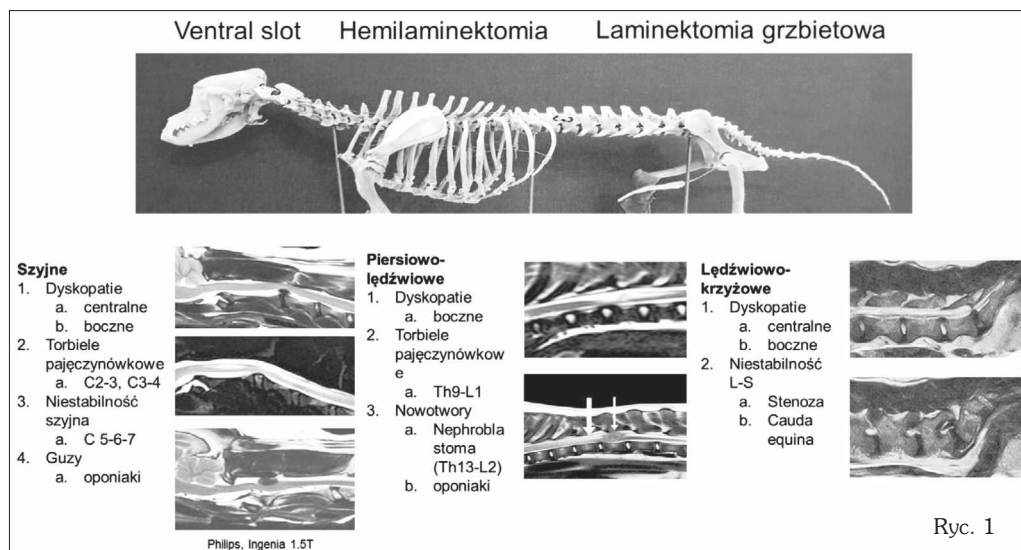 Ventral slot Hemilaminektomia Laminektomia grzbietowa
Szyjne
1. Dyskopatie
a. centralne
b. boczne
2. Torbiele
pajęczynówkowe
a. C2-3, C3-4
3. Niestabilność
szyjna
a. C 5-6-7
4. Guzy
a. oponiaki
Philips, Ingenia 1.5T
Piersiowo-
lędźwiowe
1. Dyskopatie
a. boczne
2. Torbiele
pajęczynówkow
e
a. Th9-L1
3. Nowotwory
a. Nephrobla
stoma
(Th13-L2)
b. oponiaki
Lędźwiowo-
krzyżowe
1. Dyskopatie
a. centralne
b. boczne
2. Niestabilność
L-S
a. Stenoza
b. Cauda
equina
Ryc. 1